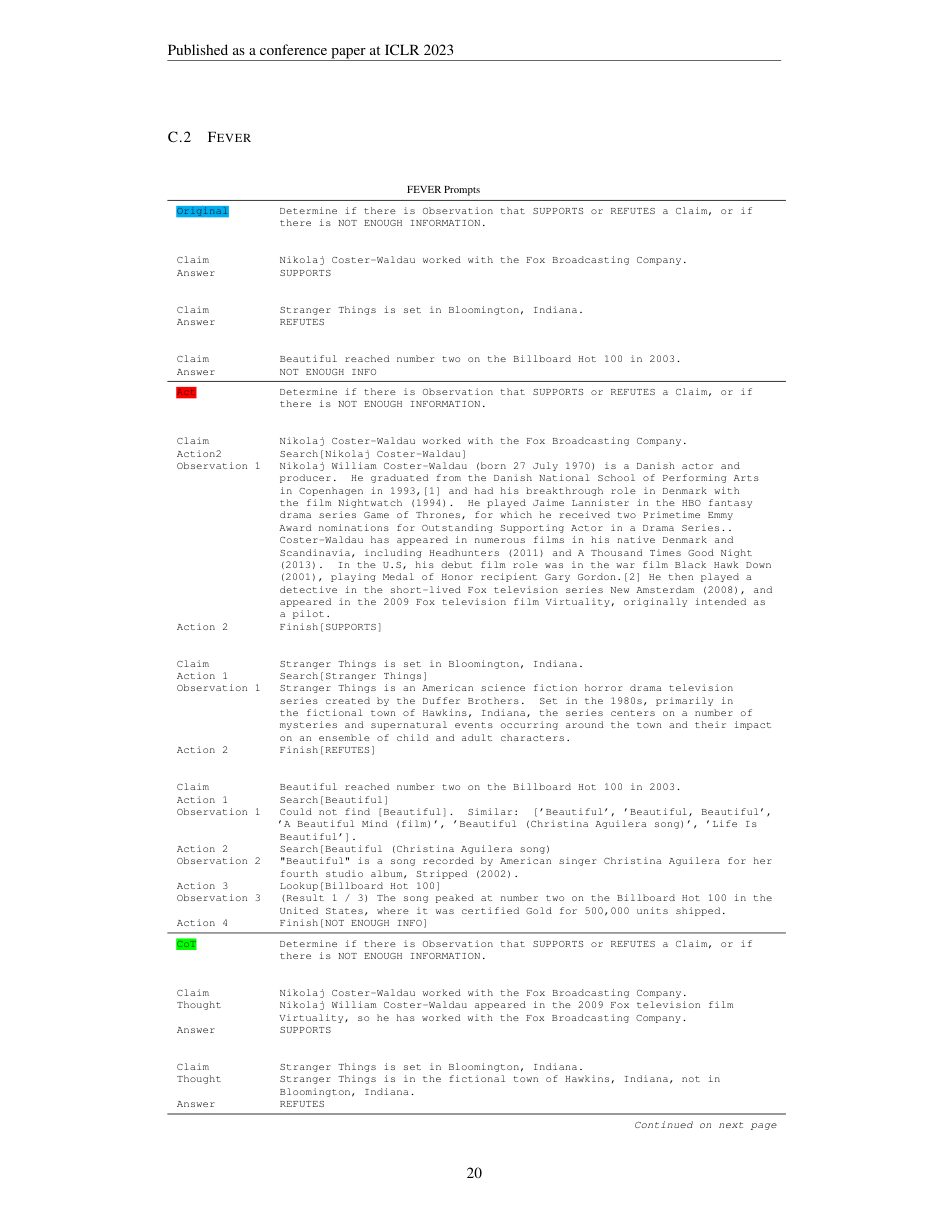 Published as a conference paper at ICLR 2023
C.2 FEVER
FEVER Prompts
Original Determine if there is Observation that SUPPORTS or REFUTES a Claim, or if
there is NOT ENOUGH INFORMATION.
Claim Nikolaj Coster-Waldau worked with the Fox Broadcasting Company.
Answer SUPPORTS
Claim Stranger Things is set in Bloomington, Indiana.
Answer REFUTES
Claim Beautiful reached number two on the Billboard Hot 100 in 2003.
Answer NOT ENOUGH INFO
Act Determine if there is Observation that SUPPORTS or REFUTES a Claim, or if
there is NOT ENOUGH INFORMATION.
Claim Nikolaj Coster-Waldau worked with the Fox Broadcasting Company.
Action2 Search[Nikolaj Coster-Waldau]
Observation 1 Nikolaj William Coster-Waldau (born 27 July 1970) is a Danish actor and
producer. He graduated from the Danish National School of Performing Arts
in Copenhagen in 1993,[1] and had his breakthrough role in Denmark with
the film Nightwatch (1994). He played Jaime Lannister in the HBO fantasy
drama series Game of Thrones, for which he received two Primetime Emmy
Award nominations for Outstanding Supporting Actor in a Drama Series..
Coster-Waldau has appeared in numerous films in his native Denmark and
Scandinavia, including Headhunters (2011) and A Thousand Times Good Night
(2013). In the U.S, his debut film role was in the war film Black Hawk Down
(2001), playing Medal of Honor recipient Gary Gordon.[2] He then played a
detective in the short-lived Fox television series New Amsterdam (2008), and
appeared in the 2009 Fox television film Virtuality, originally intended as
a pilot.
Action 2 Finish[SUPPORTS]
Claim Stranger Things is set in Bloomington, Indiana.
Action 1 Search[Stranger Things]
Observation 1 Stranger Things is an American science fiction horror drama television
series created by the Duffer Brothers. Set in the 1980s, primarily in
the fictional town of Hawkins, Indiana, the series centers on a number of
mysteries and supernatural events occurring around the town and their impact
on an ensemble of child and adult characters.
Action 2 Finish[REFUTES]
Claim Beautiful reached number two on the Billboard Hot 100 in 2003.
Action 1 Search[Beautiful]
Observation 1 Could not find [Beautiful]. Similar: [’Beautiful’, ’Beautiful, Beautiful’,
’A Beautiful Mind (film)’, ’Beautiful (Christina Aguilera song)’, ’Life Is
Beautiful’].
Action 2 Search[Beautiful (Christina Aguilera song)
Observation 2 "Beautiful" is a song recorded by American singer Christina Aguilera for her
fourth studio album, Stripped (2002).
Action 3 Lookup[Billboard Hot 100]
Observation 3 (Result 1 / 3) The song peaked at number two on the Billboard Hot 100 in the
United States, where it was certified Gold for 500,000 units shipped.
Action 4 Finish[NOT ENOUGH INFO]
CoT Determine if there is Observation that SUPPORTS or REFUTES a Claim, or if
there is NOT ENOUGH INFORMATION.
Claim Nikolaj Coster-Waldau worked with the Fox Broadcasting Company.
Thought Nikolaj William Coster-Waldau appeared in the 2009 Fox television film
Virtuality, so he has worked with the Fox Broadcasting Company.
Answer SUPPORTS
Claim Stranger Things is set in Bloomington, Indiana.
Thought Stranger Things is in the fictional town of Hawkins, Indiana, not in
Bloomington, Indiana.
Answer REFUTES
Continued on next page
20